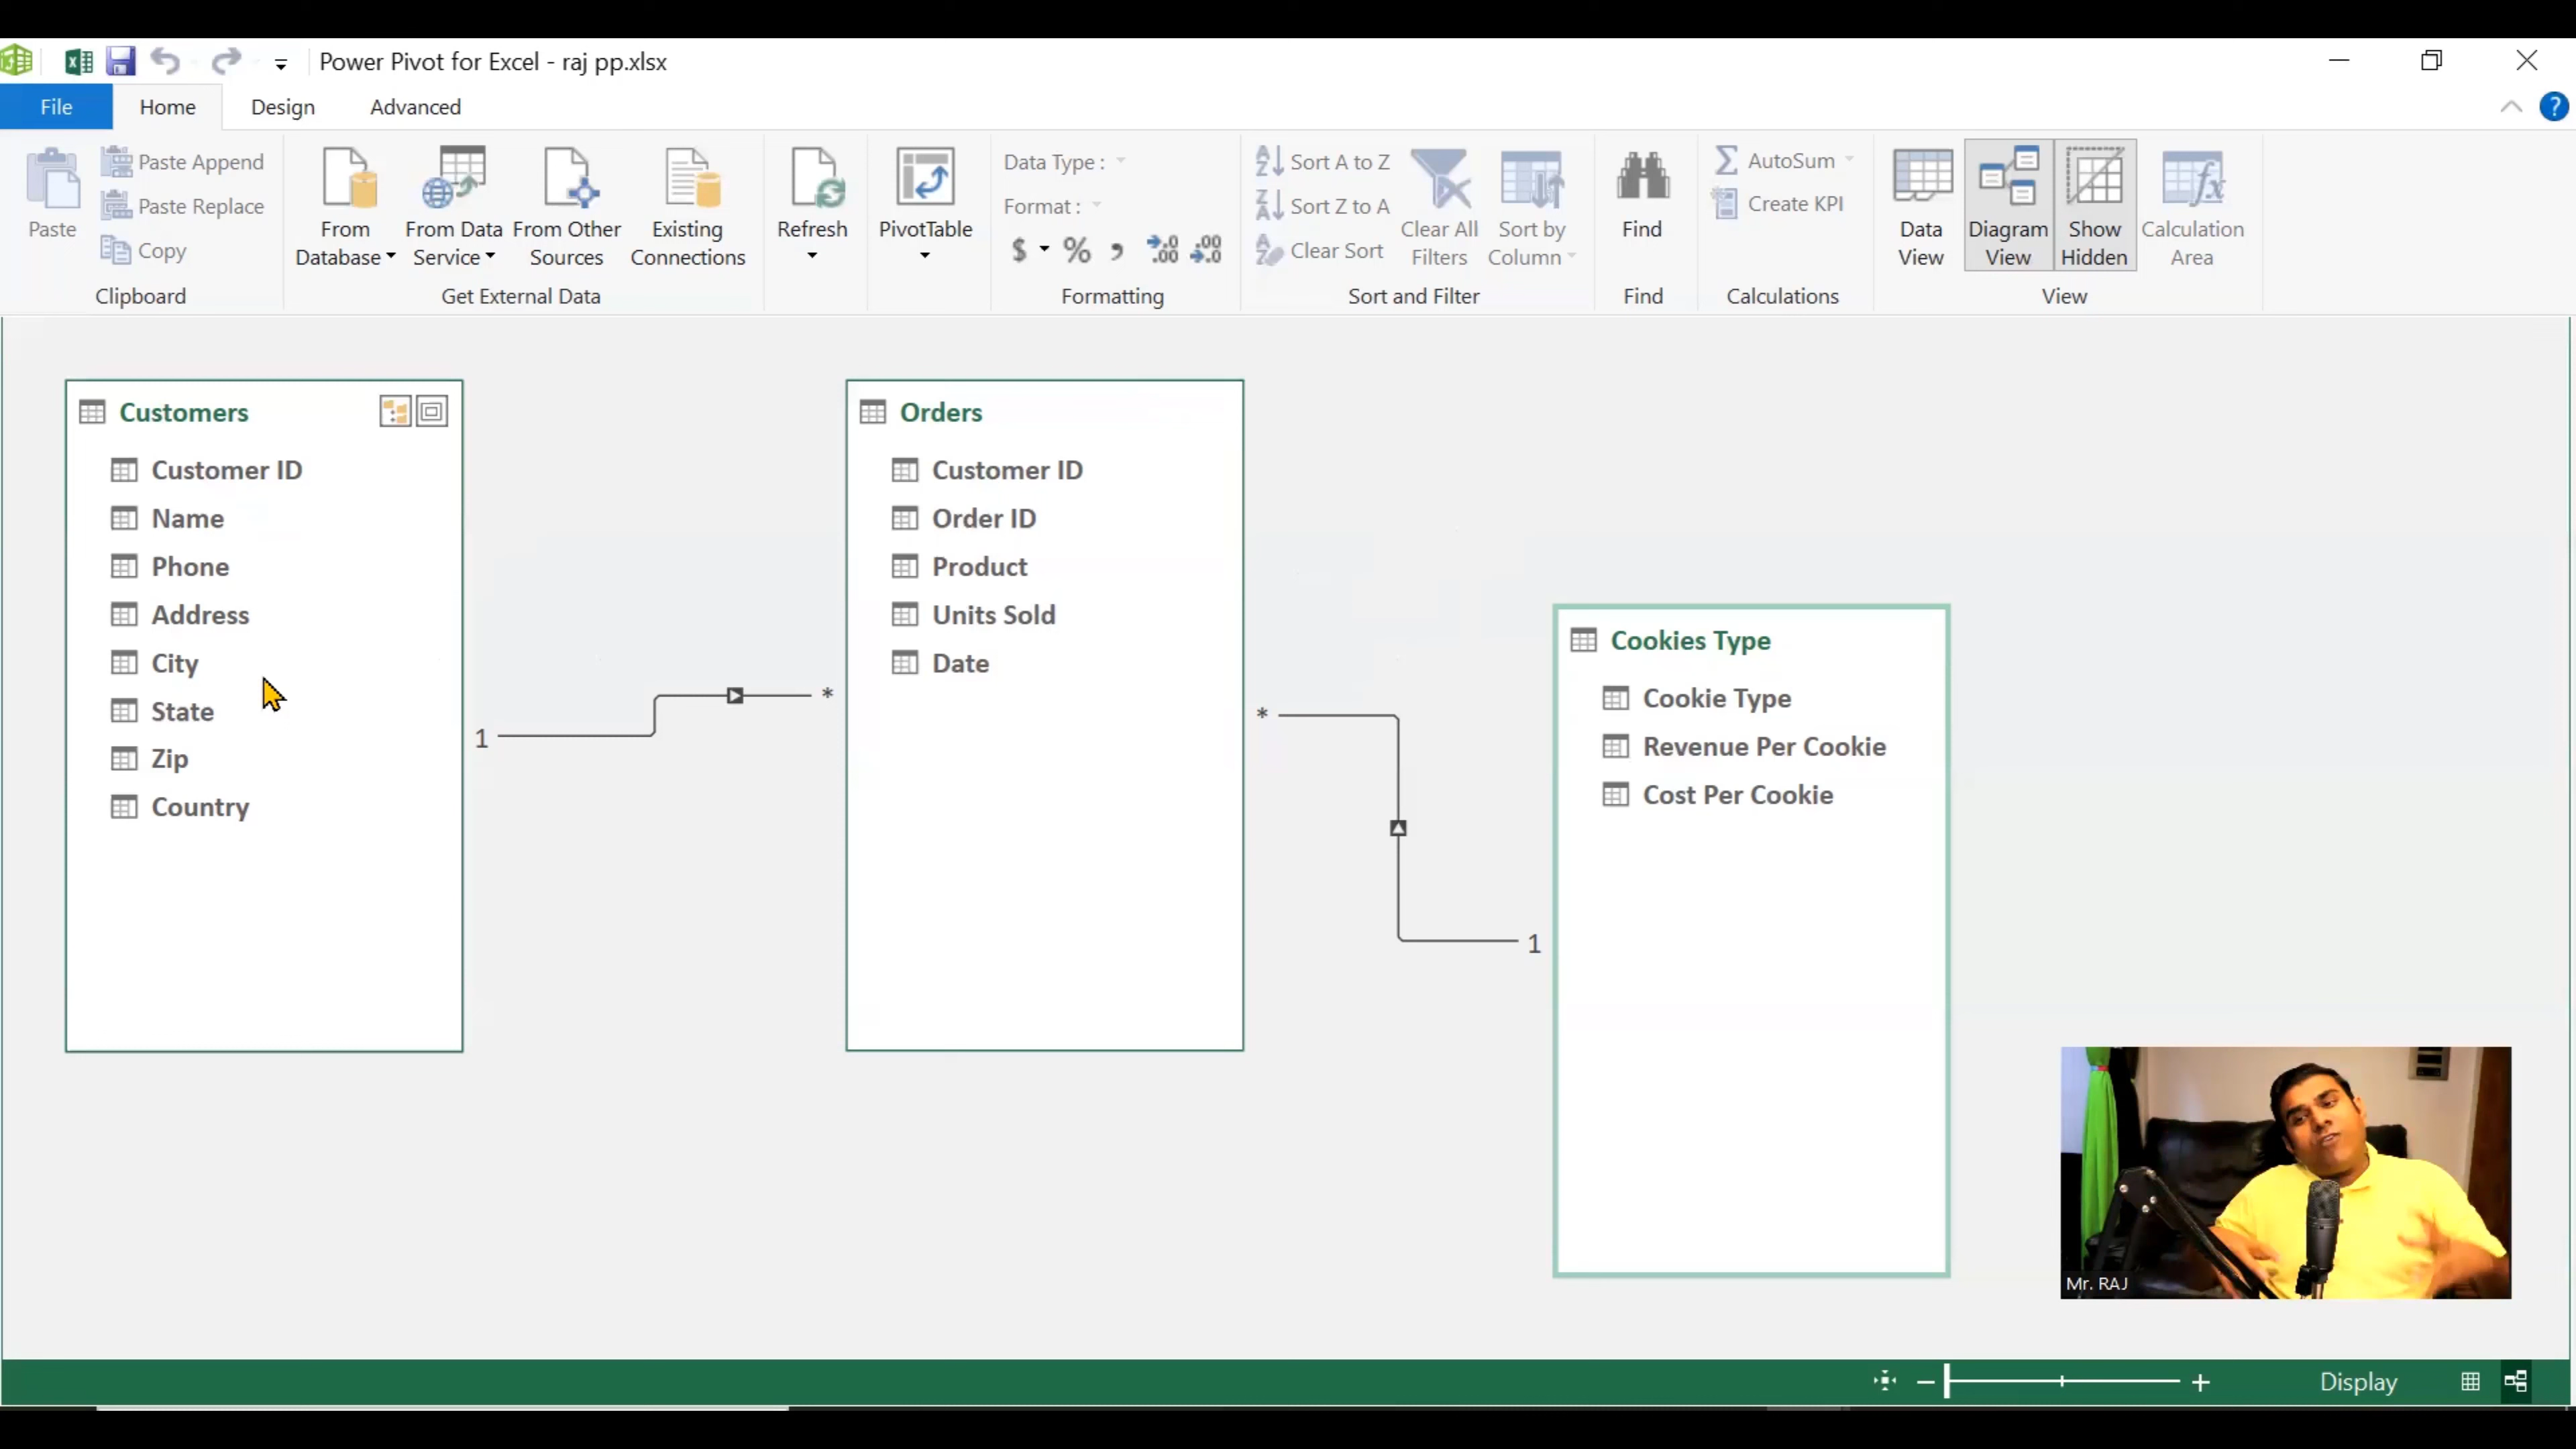 Power Pivot for Excel - raj pp.xlsx
File
Home
Design
Advanced
?
Paste
Paste Append
Paste Replace
Copy
Clipboard
From
Database
From Data
Service
From Other
Sources
Existing
Connections
Get External Data
Refresh
PivotTable
Data Type :
Format :
$ % , .0 .00 .00 .0
Formatting
Sort A to Z
Sort Z to A
Clear Sort
Clear All
Filters
Sort by
Column
Sort and Filter
Find
Find
AutoSum
Create KPI
Calculations
Data
View
Diagram
View
Show
Hidden
Calculation
Area
View
Customers
Customer ID
Name
Phone
Address
City
State
Zip
Country
1
*
Orders
Customer ID
Order ID
Product
Units Sold
Date
*
1
Cookies Type
Cookie Type
Revenue Per Cookie
Cost Per Cookie
Mr. RAJ
Display